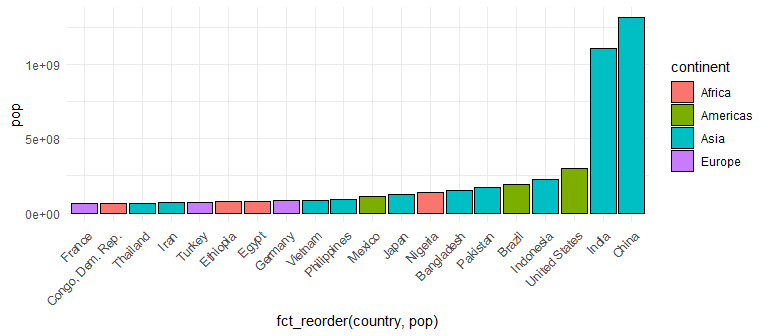 continent
Africa
Americas
Asia
Europe
pop
1e+09
5e+08
0e+00
France
Congo, Dem. Rep.
Thailand
Iran
Turkey
Ethiopia
Egypt
Germany
Vietnam
Philippines
Mexico
Japan
Nigeria
Bangladesh
Pakistan
Brazil
Indonesia
United States
India
China
fct_reorder(country, pop)